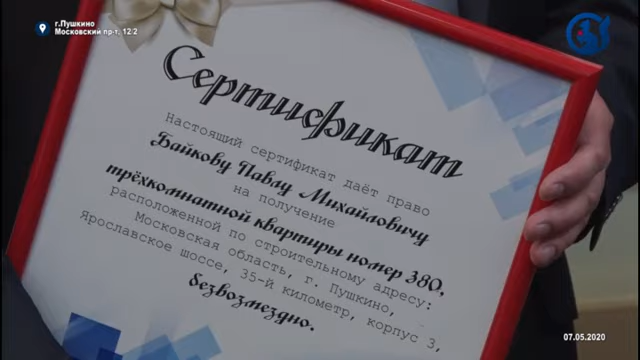 г.Пушкино
Московский пр-т, 12/2
Сертификат
Настоящий сертификат даёт право
Байкову Павлу Михайловичу
на получение
трёхкомнатной квартиры номер 380,
расположенной по строительному адресу:
Московская область, г. Пушкино,
Ярославское шоссе, 35-й километр, корпус 3,
безвозмездно.
07.05.2020